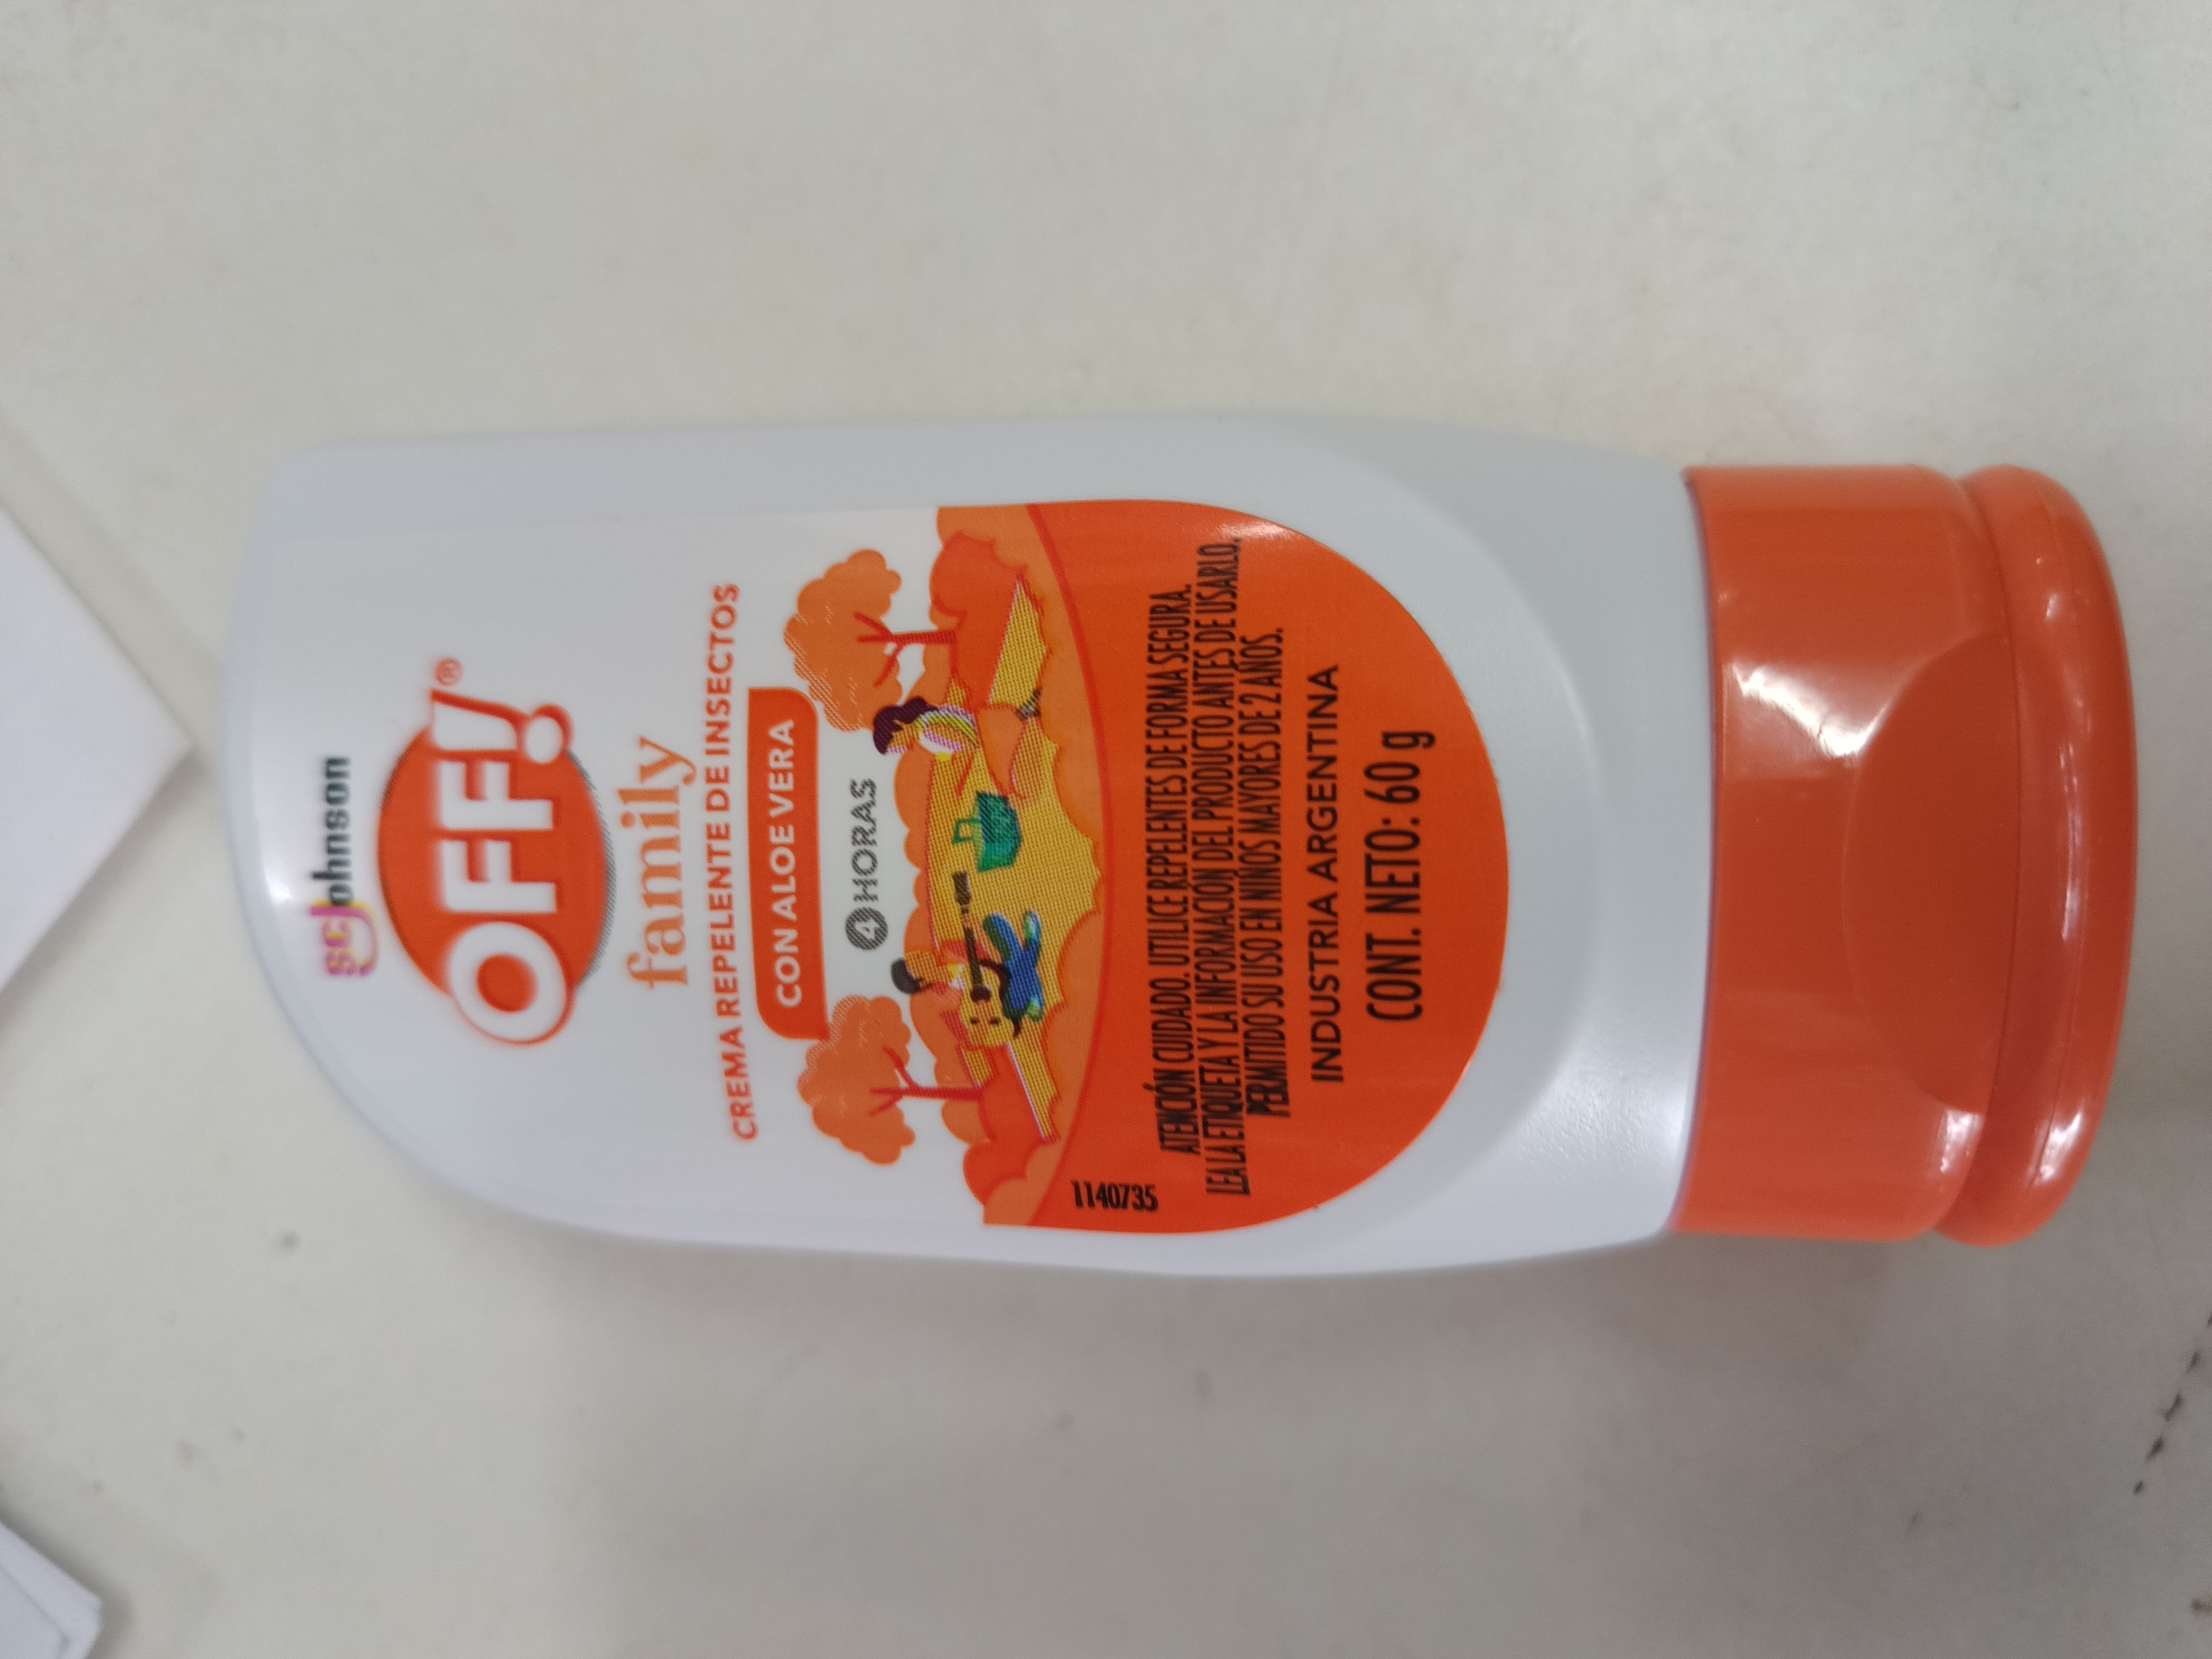 scjohnson
OFF!®
family
CREMA REPELENTE DE INSECTOS
CON ALOE VERA
4 HORAS
1140735
ATENCIÓN CUIDADO. UTILICE REPELENTES DE FORMA SEGURA.
LEA LA ETIQUETA Y LA INFORMACIÓN DEL PRODUCTO ANTES DE USARLO.
PERMITIDO SU USO EN NIÑOS MAYORES DE 2 AÑOS.
INDUSTRIA ARGENTINA
CONT. NETO: 60 g